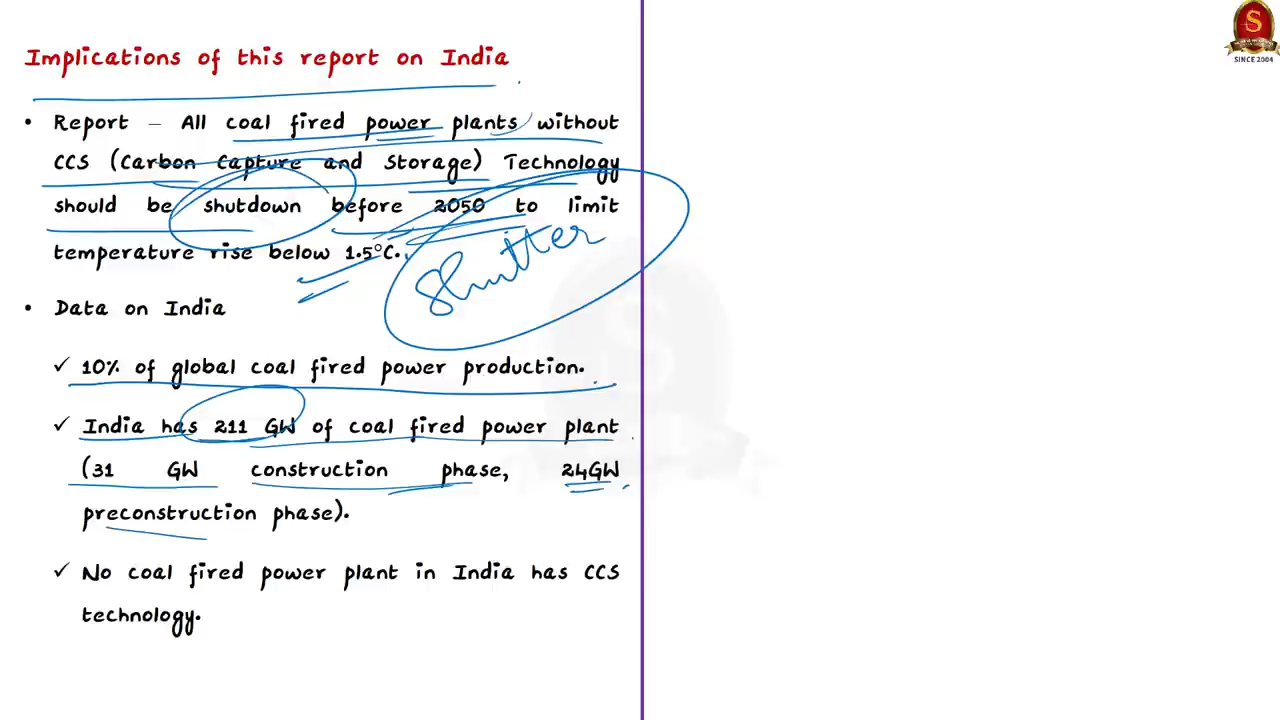 Implications of this report on India
• Report – All coal fired power plants without
CCS (Carbon Capture and Storage) Technology
should be shutdown before 2050 to limit
temperature rise below 1.5°C.
Shutter
• Data on India
✓ 10% of global coal fired power production.
✓ India has 211 GW of coal fired power plant
(31 GW construction phase, 24GW
preconstruction phase).
✓ No coal fired power plant in India has CCS
technology.
S
SINCE 2004